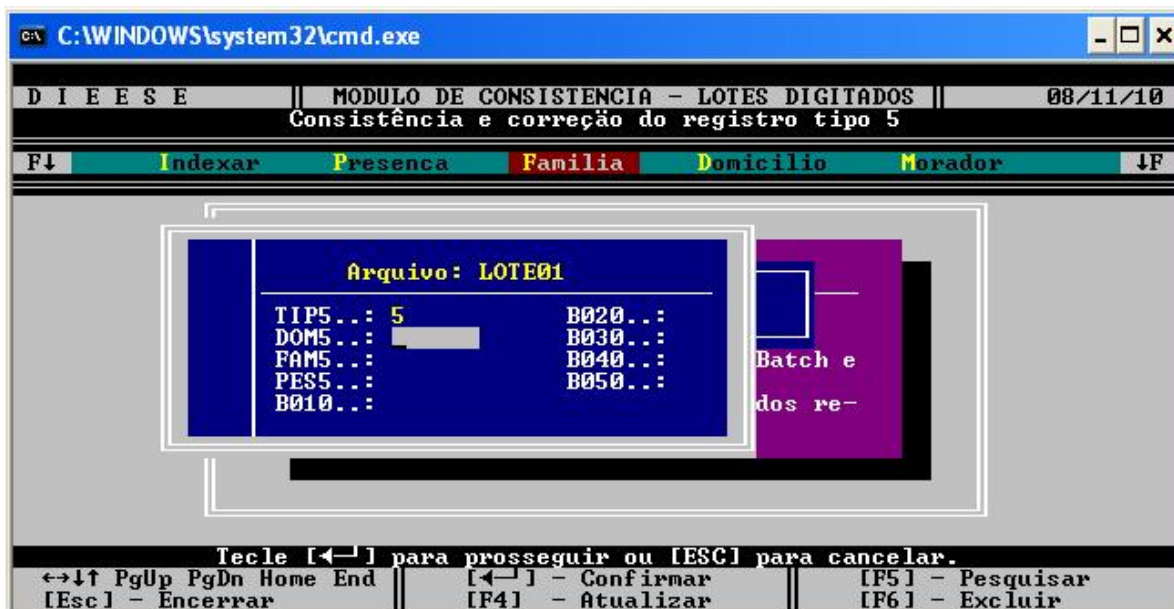 C:\WINDOWS\system32\cmd.exe
D I E E S E MODULO DE CONSISTENCIA - LOTES DIGITADOS 08/11/10
Consistência e correção do registro tipo 5
F↓ Indexar Presenca Familia Domicilio Morador ↓F
Arquivo: LOTE01
TIP5..: 5 B020..:
DOM5..: B030..:
FAM5..: B040..: Batch e
PES5..: B050..:
B010..: dos re-
Tecle [◄─┘] para prosseguir ou [ESC] para cancelar.
↔↓↑ PgUp PgDn Home End [◄─┘] - Confirmar [F5] - Pesquisar
[Esc] - Encerrar [F4] - Atualizar [F6] - Excluir